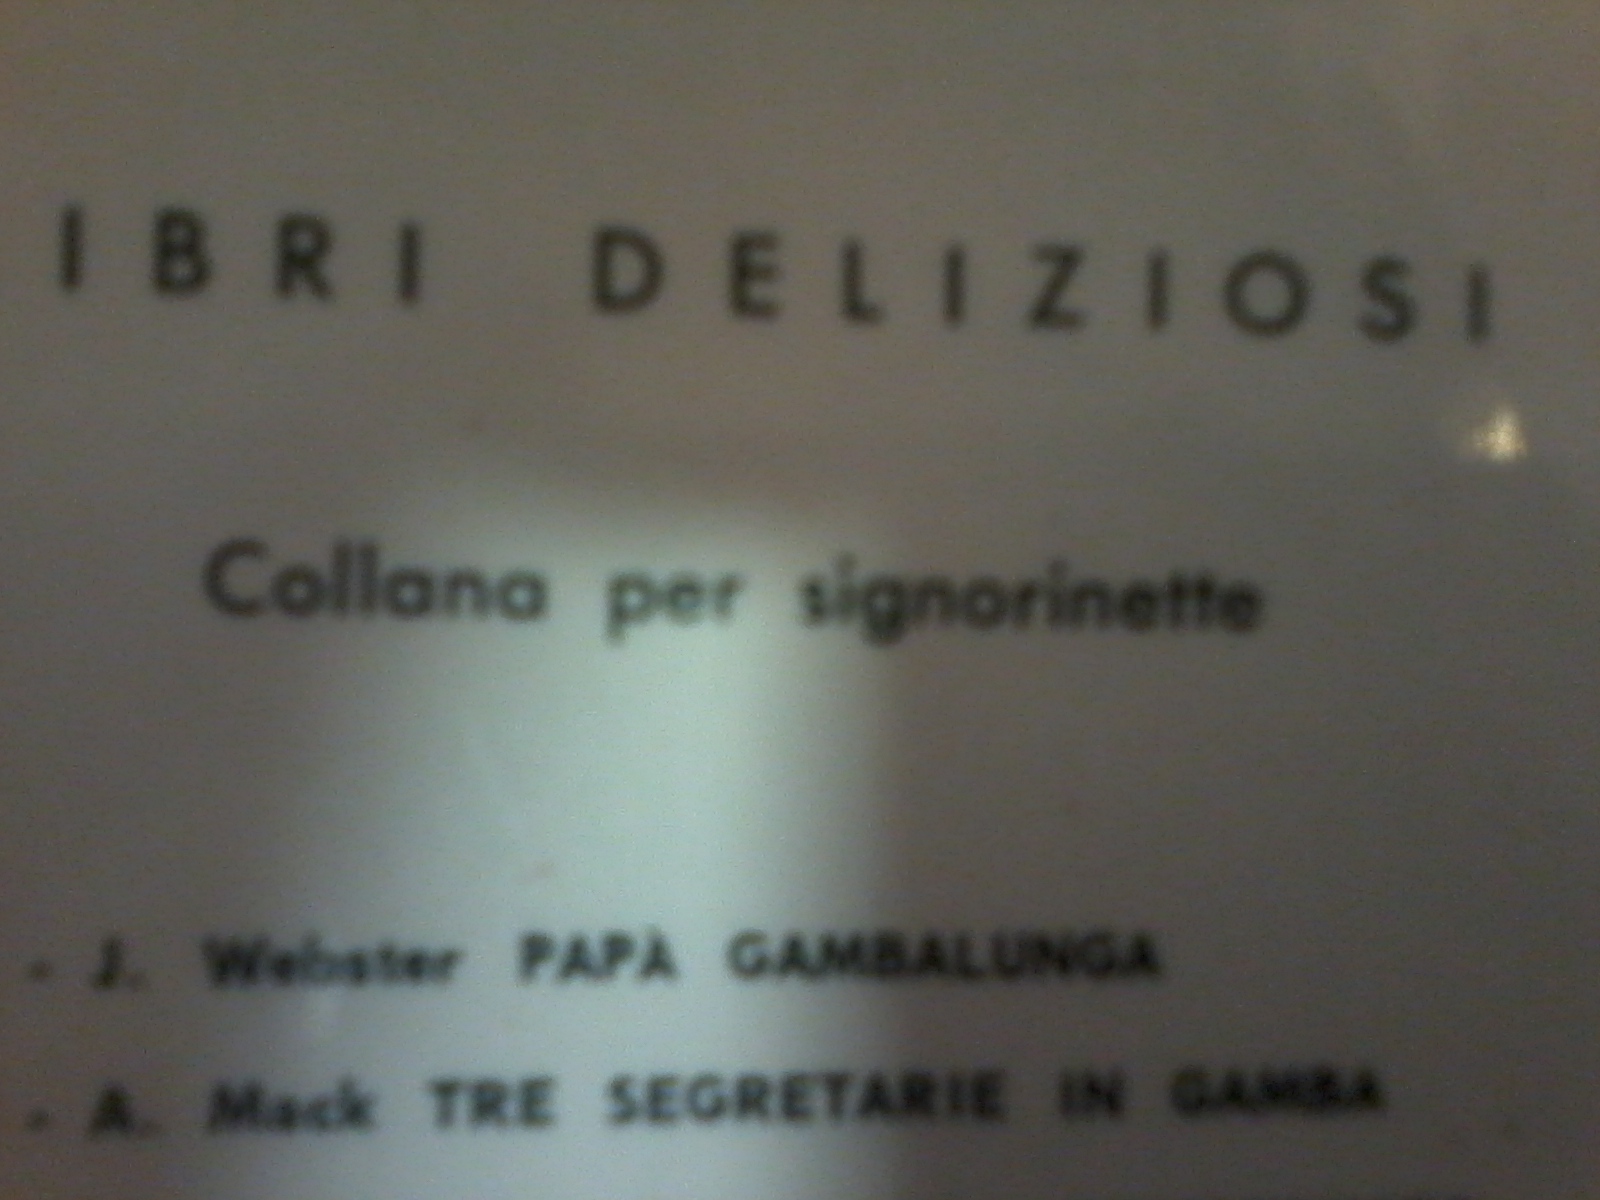 IBRI DELIZIOSI
Collana per signorinette
- J. Webster PAPÀ GAMBALUNGA
- A. Mack TRE SEGRETARIE IN GAMBA